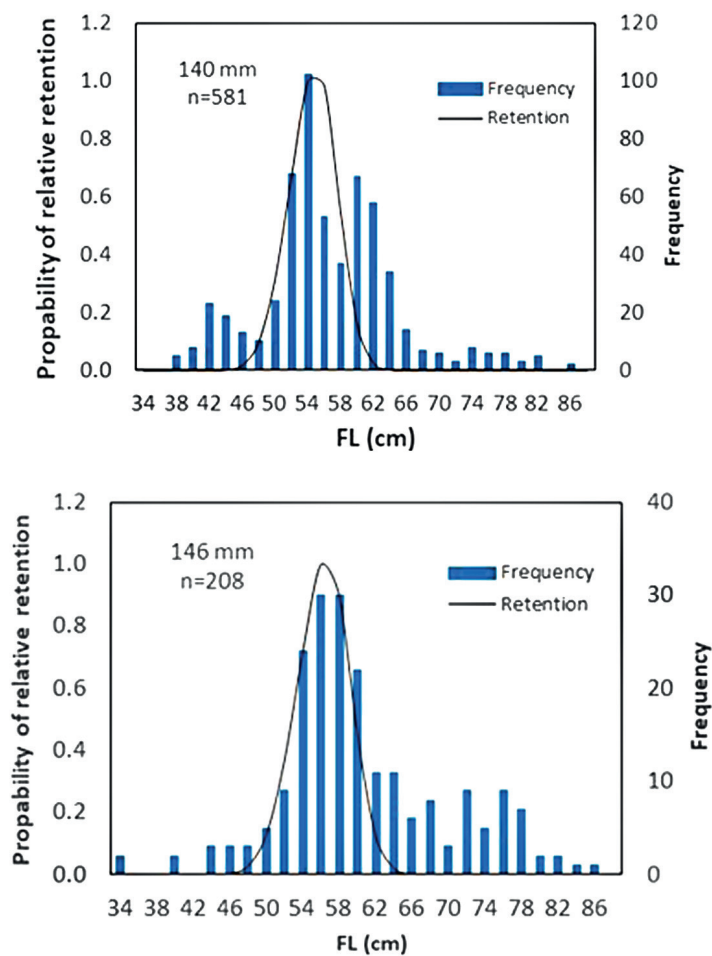 1.2
1.0
0.8
0.6
0.4
0.2
0.0
Propability of relative retention
140 mm
n=581
Frequency
Retention
120
100
80
60
40
20
0
Frequency
34 38 42 46 50 54 58 62 66 70 74 78 82 86
FL (cm)
1.2
1.0
0.8
0.6
0.4
0.2
0.0
Propability of relative retention
146 mm
n=208
Frequency
Retention
40
30
20
10
0
Frequency
34 38 42 46 50 54 58 62 66 70 74 78 82 86
FL (cm)